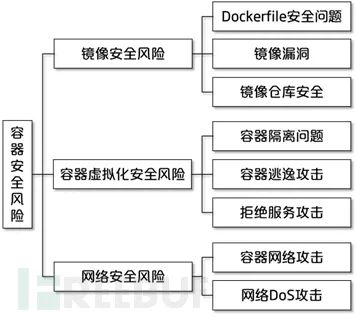 容器安全风险
镜像安全风险
Dockerfile安全问题
镜像漏洞
镜像仓库安全
容器虚拟化安全风险
容器隔离问题
容器逃逸攻击
拒绝服务攻击
网络安全风险
容器网络攻击
网络DoS攻击
REEBUF